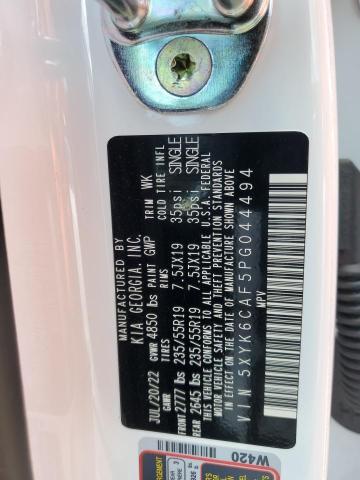 MANUFACTURED BY
KIA GEORGIA, INC.
JUL/20/22 GVWR 4850 lbs PAINT GWP TRIM WK
GAWR TIRES RIMS COLD TIRE INFL
FRONT 2777 lbs 235/55R19 7.5JX19 35psi SINGLE
REAR 2645 lbs 235/55R19 7.5JX19 35psi SINGLE
THIS VEHICLE CONFORMS TO ALL APPLICABLE U.S.A. FEDERAL
MOTOR VEHICLE SAFETY AND THEFT PREVENTION STANDARDS
IN EFFECT ON THE DATE OF MANUFACTURE SHOWN ABOVE.
VIN 5XYK6CAF5PG044494
MPV
W420